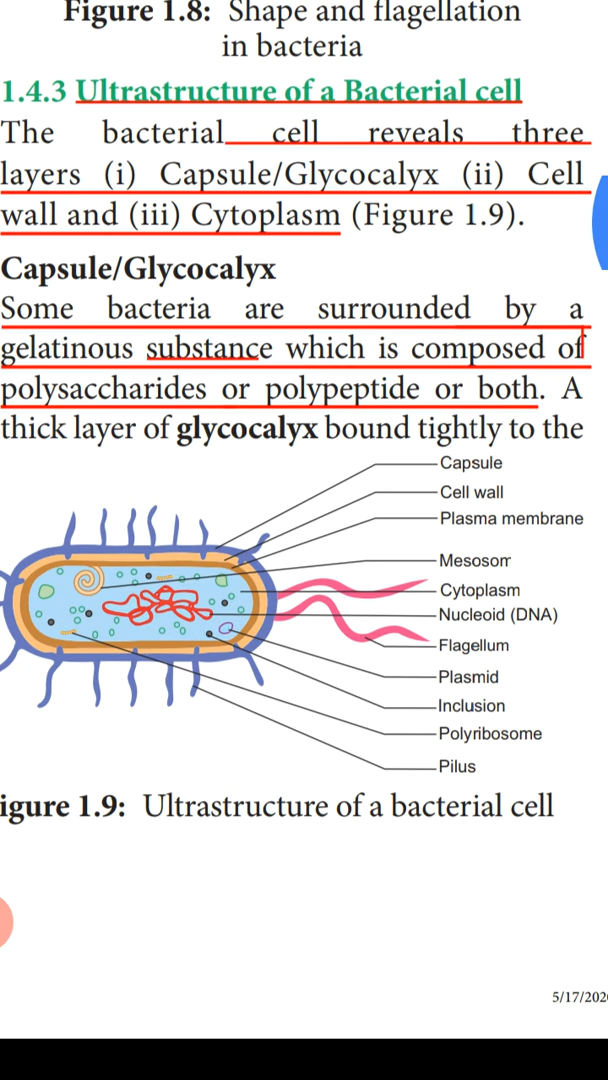 Figure 1.8: Shape and flagellation
in bacteria
1.4.3 Ultrastructure of a Bacterial cell
The bacterial cell reveals three
layers (i) Capsule/Glycocalyx (ii) Cell
wall and (iii) Cytoplasm (Figure 1.9).
Capsule/Glycocalyx
Some bacteria are surrounded by a
gelatinous substance which is composed of
polysaccharides or polypeptide or both. A
thick layer of glycocalyx bound tightly to the
Capsule
Cell wall
Plasma membrane
Mesosom
Cytoplasm
Nucleoid (DNA)
Flagellum
Plasmid
Inclusion
Polyribosome
Pilus
igure 1.9: Ultrastructure of a bacterial cell
5/17/202